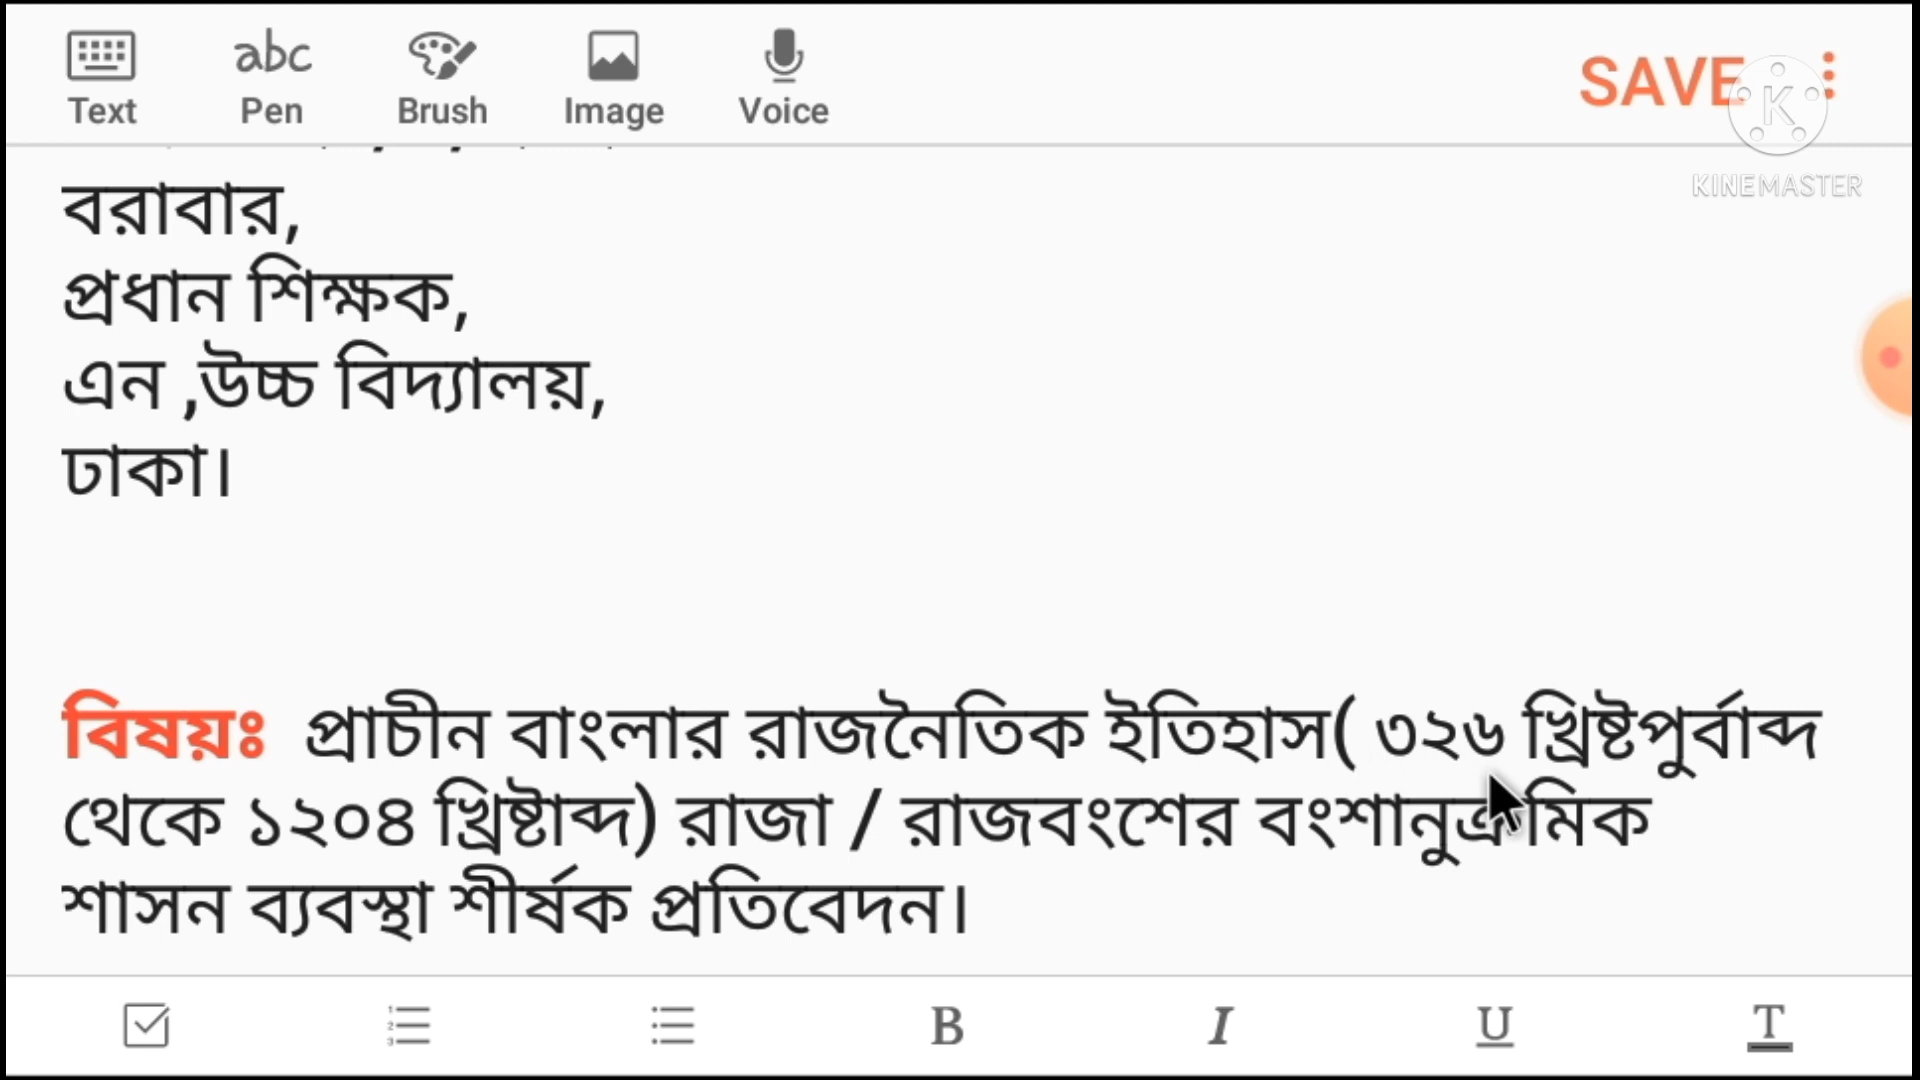 Text
Pen
abc
Brush
Image
Voice
SAVE
K
KINEMASTER
বরাবার,
প্রধান শিক্ষক,
এন ,উচ্চ বিদ্যালয়,
ঢাকা।
বিষয়ঃ প্রাচীন বাংলার রাজনৈতিক ইতিহাস( ৩২৬ খ্রিষ্টপুর্বাব্দ
থেকে ১২০৪ খ্রিষ্টাব্দ) রাজা / রাজবংশের বংশানুক্রমিক
শাসন ব্যবস্থা শীর্ষক প্রতিবেদন।
B I U T